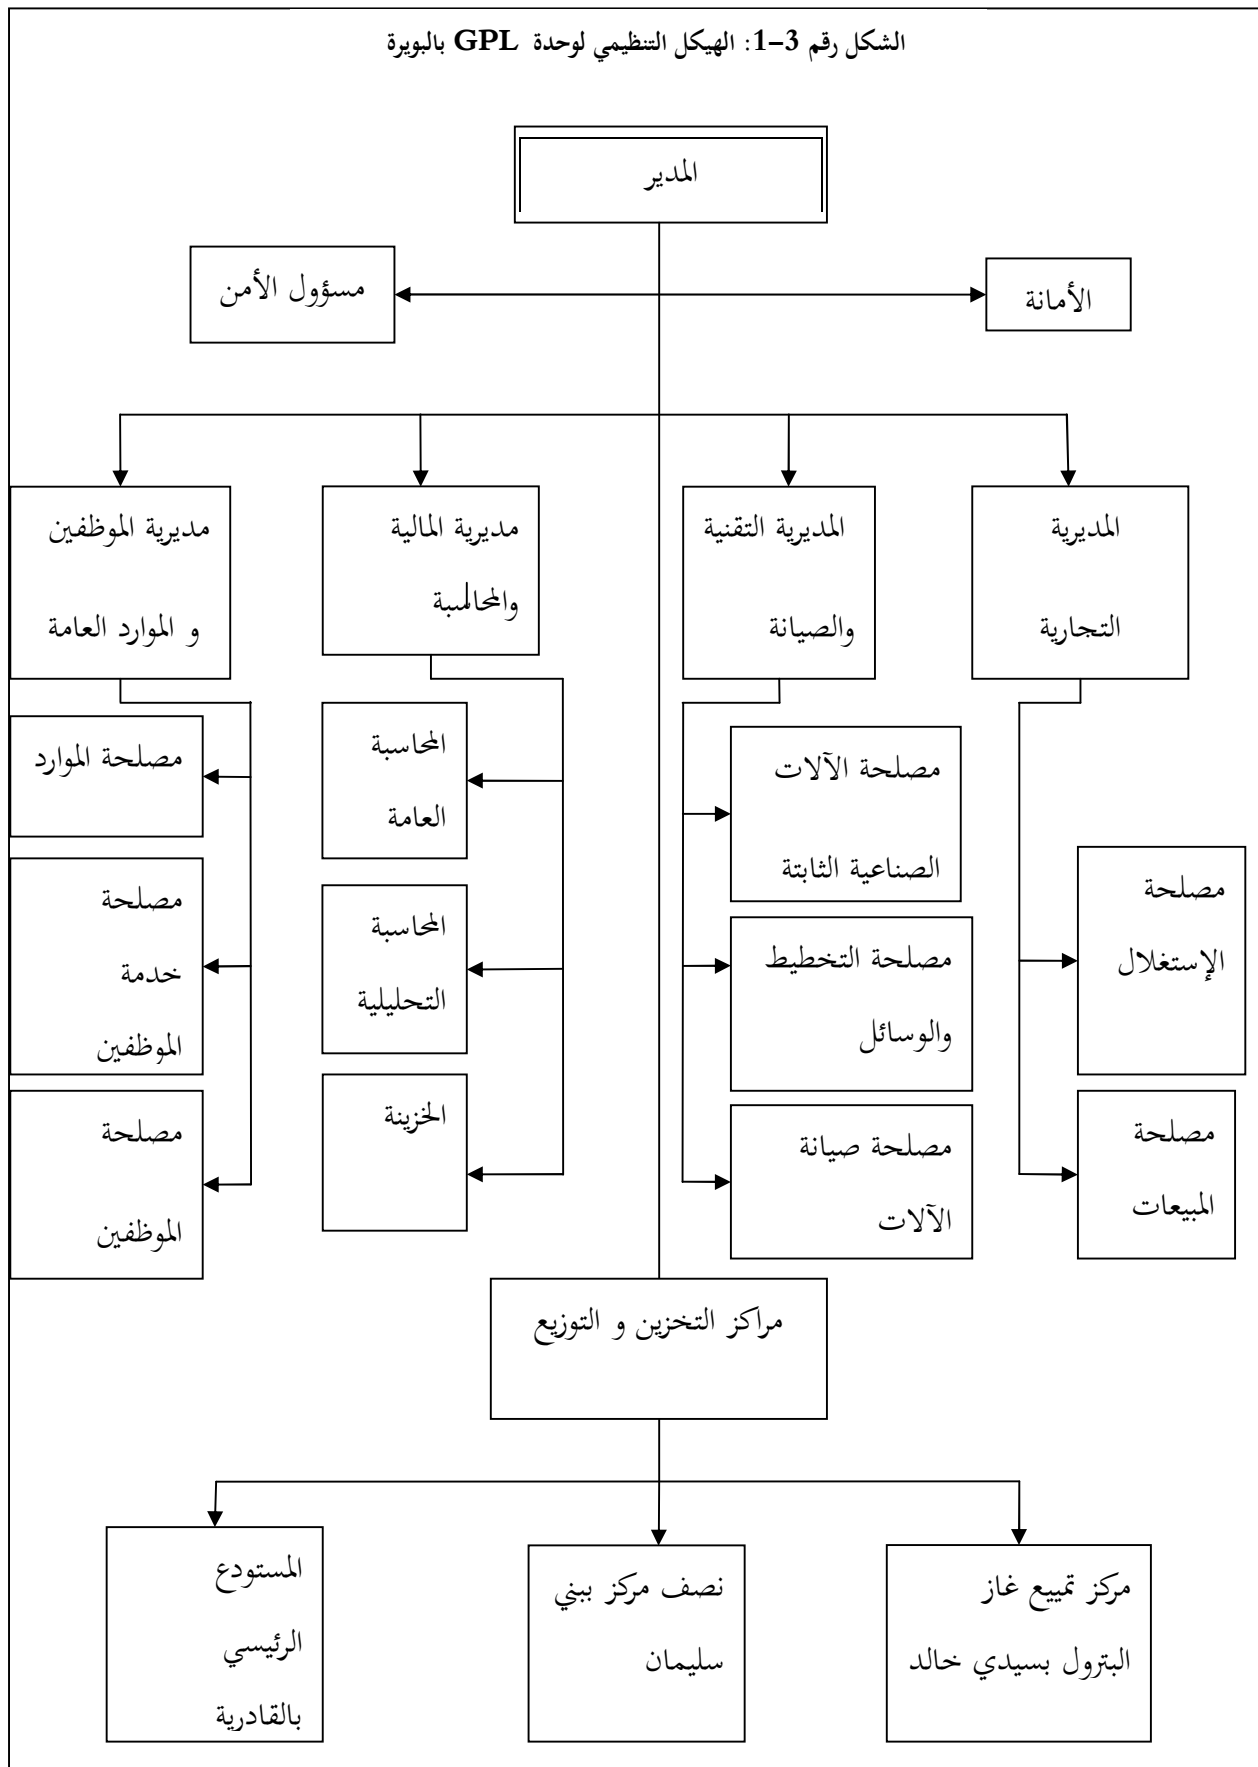 الشكل رقم 3-1: الهيكل التنظيمي لوحدة GPL بالبويرة
المدير
الأمانة
مسؤول الأمن
المديرية
التجارية
المديرية التقنية
والصيانة
مديرية المالية
والمحاسبة
مديرية الموظفين
و الموارد العامة
مصلحة
الإستغلال
مصلحة
المبيعات
مصلحة الآلات
الصناعية الثابتة
مصلحة التخطيط
والوسائل
مصلحة صيانة
الآلات
المحاسبة
العامة
المحاسبة
التحليلية
الخزينة
مصلحة الموارد
مصلحة
خدمة
الموظفين
مصلحة
الموظفين
مراكز التخزين و التوزيع
مركز تمييع غاز
البترول بسيدي خالد
نصف مركز ببني
سليمان
المستودع
الرئيسي
بالقادرية